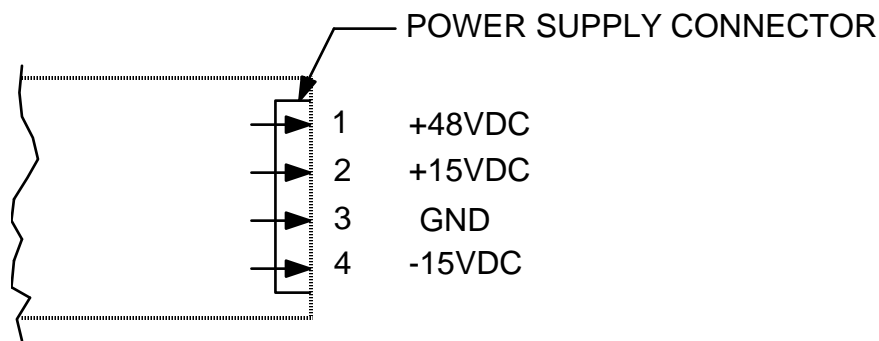 POWER SUPPLY CONNECTOR
1 +48VDC
2 +15VDC
3 GND
4 -15VDC